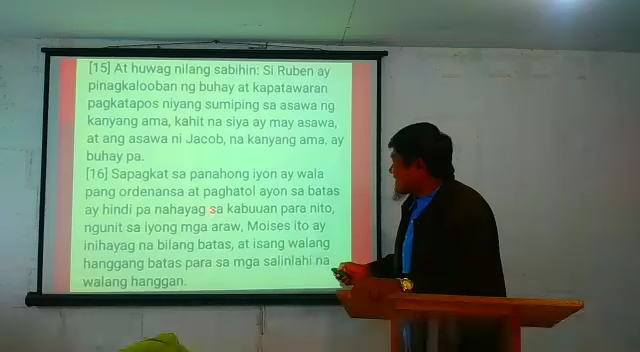 [15] At huwag nilang sabihin: Si Ruben ay
pinagkalooban ng buhay at kapatawaran
pagkatapos niyang sumiping sa asawa ng
kanyang ama, kahit na siya ay may asawa,
at ang asawa ni Jacob, na kanyang ama, ay
buhay pa.
[16] Sapagkat sa panahong iyon ay wala
pang ordenansa at paghatol ayon sa batas
ay hindi pa nahayag sa kabuuan para nito,
ngunit sa iyong mga araw, Moises ito ay
inihayag na bilang batas, at isang walang
hanggang batas para sa mga salinlahi na
walang hanggan.